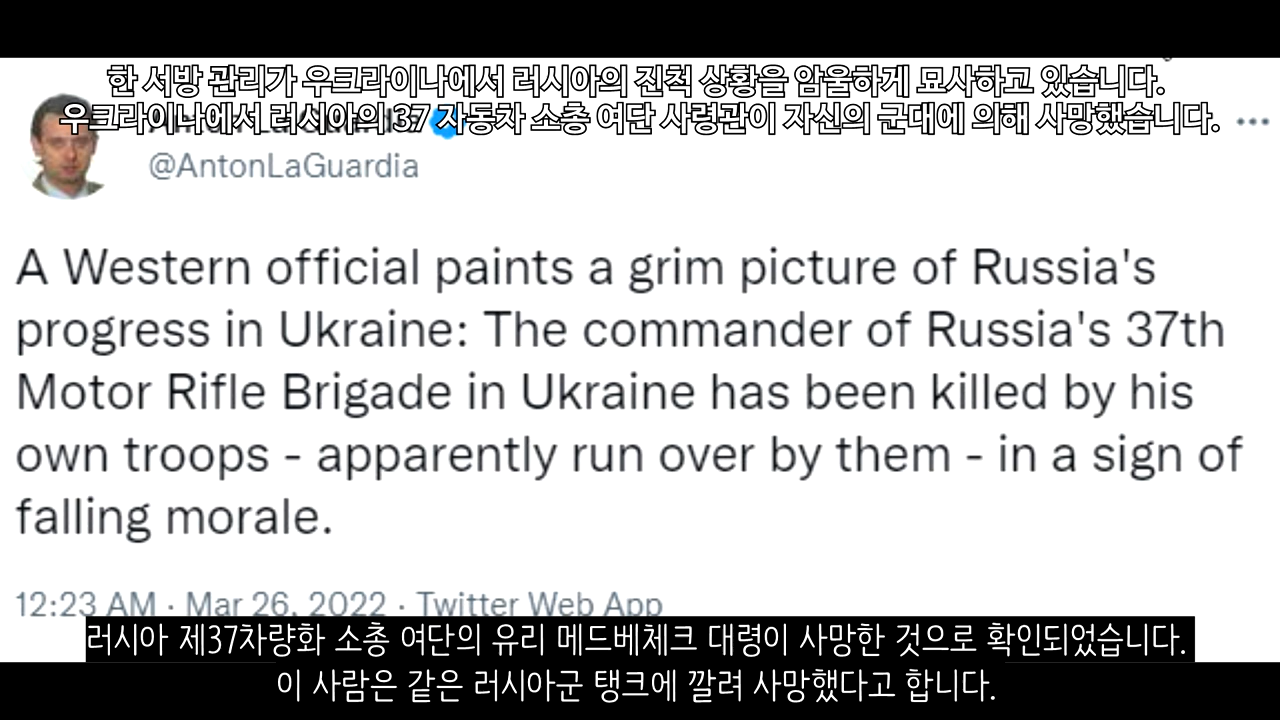 한 서방 관리가 우크라이나에서 러시아의 진척 상황을 암울하게 묘사하고 있습니다.
우크라이나에서 러시아의 37 자동차 소총 여단 사령관이 자신의 군대에 의해 사망했습니다.
@AntonLaGuardia
A Western official paints a grim picture of Russia's
progress in Ukraine: The commander of Russia's 37th
Motor Rifle Brigade in Ukraine has been killed by his
own troops - apparently run over by them - in a sign of
falling morale.
12:23 AM · Mar 26, 2022 · Twitter Web App
러시아 제37차량화 소총 여단의 유리 메드베체크 대령이 사망한 것으로 확인되었습니다.
이 사람은 같은 러시아군 탱크에 깔려 사망했다고 합니다.